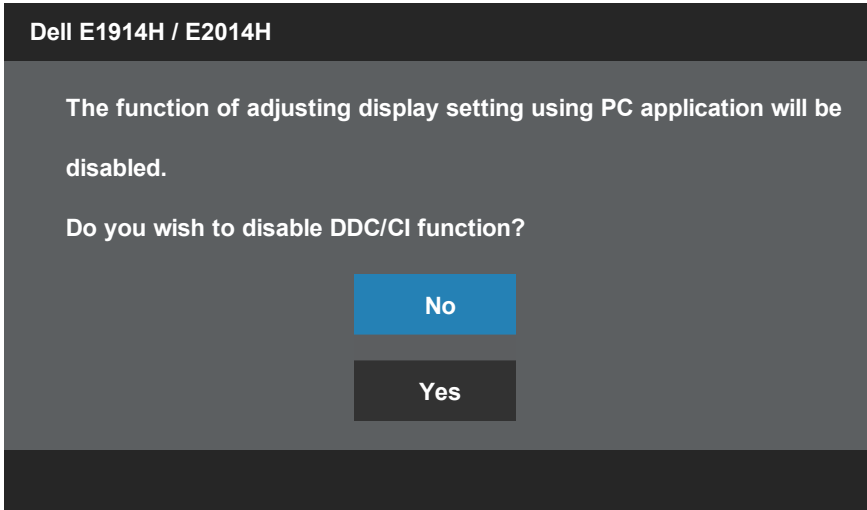 Dell E1914H / E2014H
The function of adjusting display setting using PC application will be
disabled.
Do you wish to disable DDC/CI function?
No
Yes